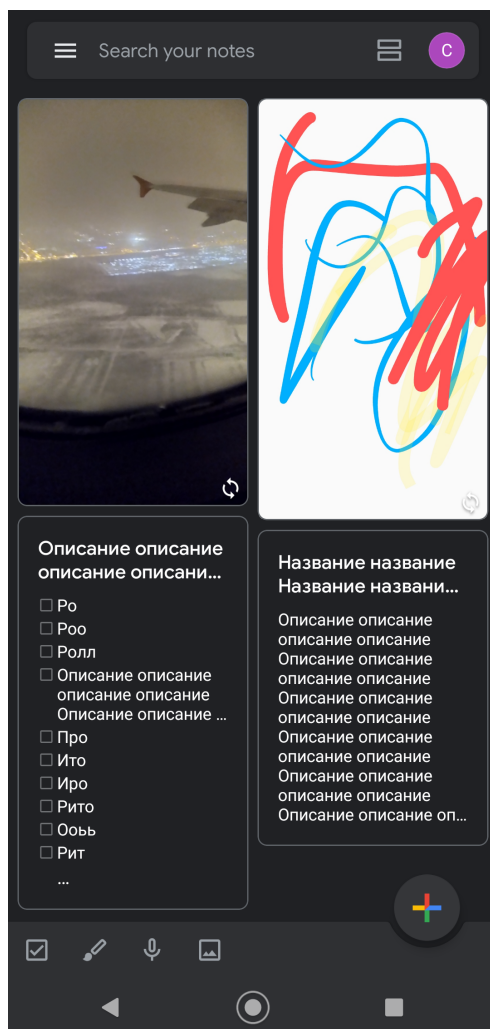 Search your notes
C
Описание описание
описание описани...
Ро
Роо
Ролл
Описание описание
описание описание
Описание описание ...
Про
Ито
Иро
Рито
Ооьь
Рит
...
Название название
Название названи...
Описание описание
описание описание
Описание описание
описание описание
Описание описание
описание описание
Описание описание
описание описание
Описание описание
описание описание
Описание описание оп...